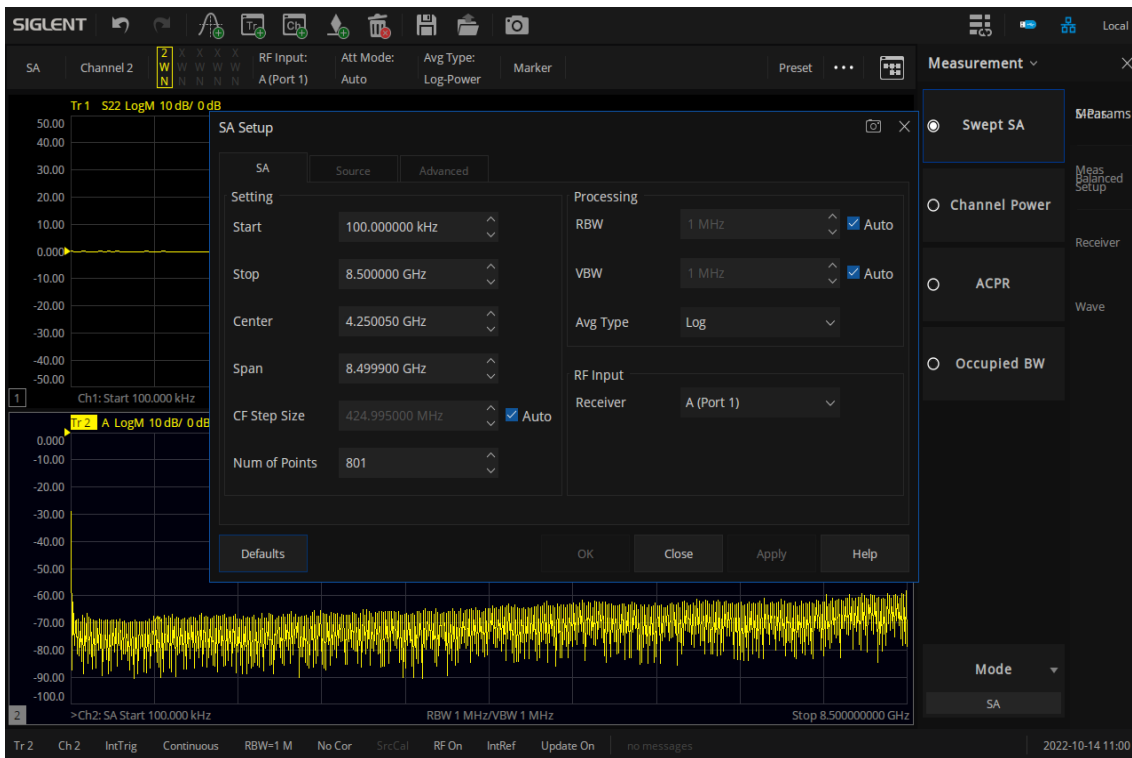 SIGLENT
Tr
Ch
Local
SA
Channel 2
2 X X X X
W W W W W
N N N N N
RF Input:
A (Port 1)
Att Mode:
Auto
Avg Type:
Log-Power
Marker
Preset
Measurement
Tr 1 S22 LogM 10 dB/ 0 dB
50.00
40.00
30.00
20.00
10.00
0.000
-10.00
-20.00
-30.00
-40.00
-50.00
1
Ch1: Start 100.000 kHz
SA Setup
SA
Source
Advanced
Setting
Start
100.000000 kHz
Stop
8.500000 GHz
Center
4.250050 GHz
Span
8.499900 GHz
CF Step Size
424.995000 MHz
Auto
Num of Points
801
Processing
RBW
1 MHz
Auto
VBW
1 MHz
Auto
Avg Type
Log
RF Input
Receiver
A (Port 1)
Defaults
OK
Close
Apply
Help
Tr 2 A LogM 10 dB/ 0 dB
0.000
-10.00
-20.00
-30.00
-40.00
-50.00
-60.00
-70.00
-80.00
-90.00
-100.0
2
>Ch2: SA Start 100.000 kHz
RBW 1 MHz/VBW 1 MHz
Stop 8.500000000 GHz
Swept SA
Channel Power
ACPR
Occupied BW
Params
Meas
Balanced
Setup
Receiver
Wave
Mode
SA
Tr 2
Ch 2
IntTrig
Continuous
RBW=1 M
No Cor
SrcCal
RF On
IntRef
Update On
no messages
2022-10-14 11:00